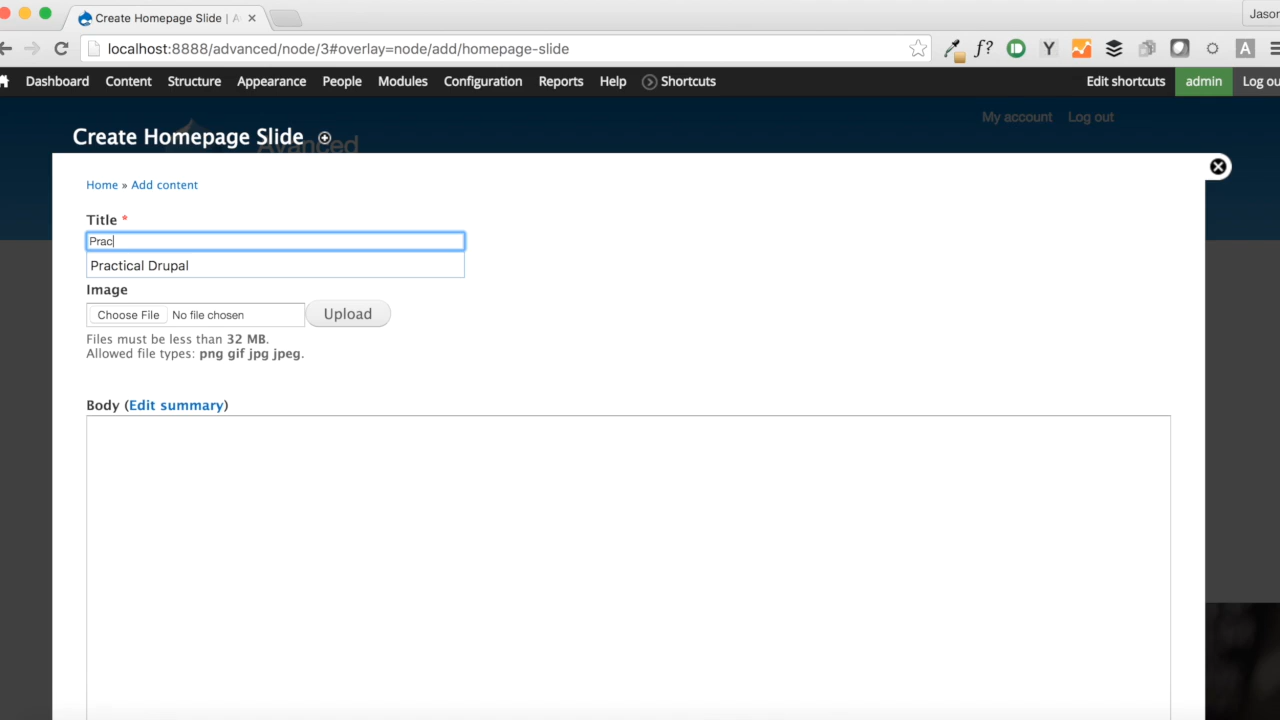 Create Homepage Slide | A
Jason
localhost:8888/advanced/node/3#overlay=node/add/homepage-slide
f?
Y
A
Dashboard Content Structure Appearance People Modules Configuration Reports Help Shortcuts Edit shortcuts admin Log ou
My account Log out
Create Homepage Slide
Avanced
Home » Add content
Title *
Prac
Practical Drupal
Image
Choose File No file chosen Upload
Files must be less than 32 MB.
Allowed file types: png gif jpg jpeg.
Body (Edit summary)